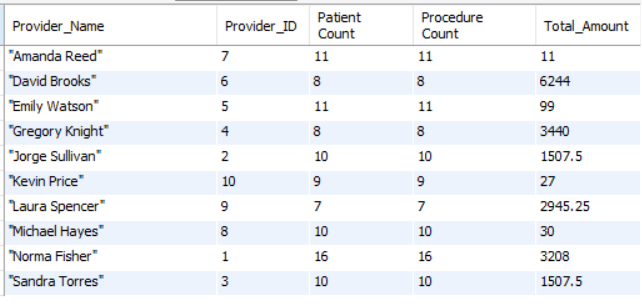 Provider_Name Provider_ID Patient Count Procedure Count Total_Amount
"Amanda Reed" 7 11 11 11
"David Brooks" 6 8 8 6244
"Emily Watson" 5 11 11 99
"Gregory Knight" 4 8 8 3440
"Jorge Sullivan" 2 10 10 1507.5
"Kevin Price" 10 9 9 27
"Laura Spencer" 9 7 7 2945.25
"Michael Hayes" 8 10 10 30
"Norma Fisher" 1 16 16 3208
"Sandra Torres" 3 10 10 1507.5